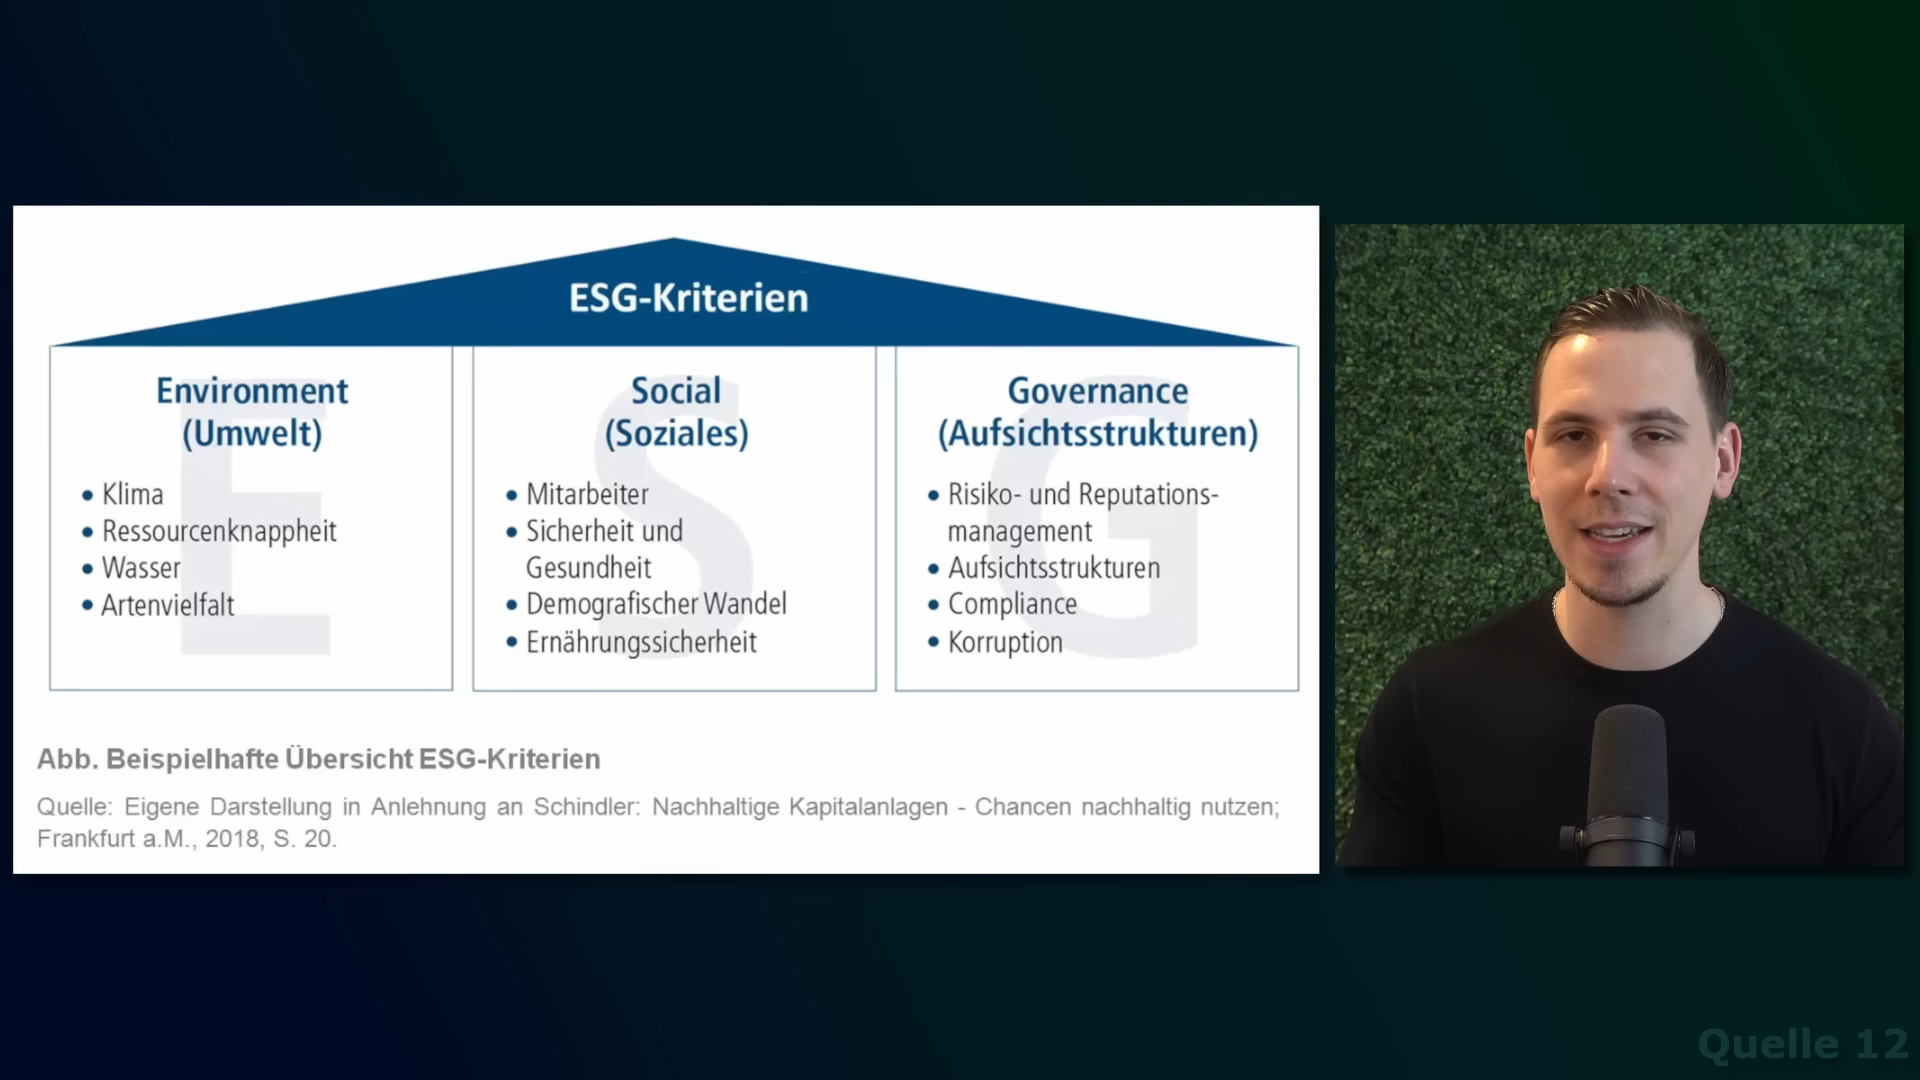 ESG-Kriterien
Environment
(Umwelt)
• Klima
• Ressourcenknappheit
• Wasser
• Artenvielfalt
Social
(Soziales)
• Mitarbeiter
• Sicherheit und
Gesundheit
• Demografischer Wandel
• Ernährungssicherheit
Governance
(Aufsichtsstrukturen)
• Risiko- und Reputations-
management
• Aufsichtsstrukturen
• Compliance
• Korruption
E
S
G
Abb. Beispielhafte Übersicht ESG-Kriterien
Quelle: Eigene Darstellung in Anlehnung an Schindler: Nachhaltige Kapitalanlagen - Chancen nachhaltig nutzen;
Frankfurt a.M., 2018, S. 20.
Quelle 12